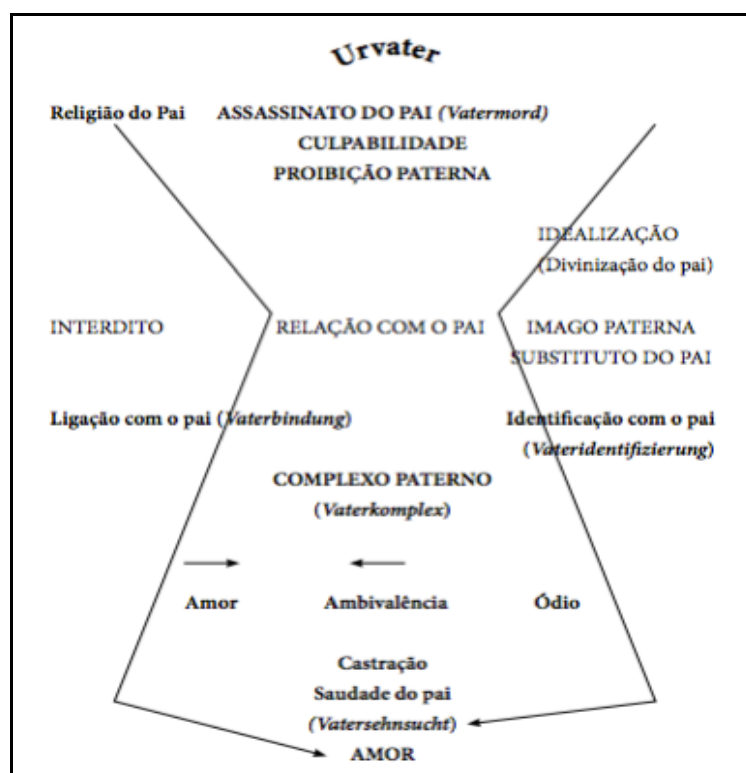 Urvater
Religião do Pai ASSASSINATO DO PAI (Vatermord)
CULPABILIDADE
PROIBIÇÃO PATERNA
IDEALIZAÇÃO
(Divinização do pai)
INTERDITO RELAÇÃO COM O PAI IMAGO PATERNA
SUBSTITUTO DO PAI
Ligação com o pai (Vaterbindung) Identificação com o pai
(Vateridentifizierung)
COMPLEXO PATERNO
(Vaterkomplex)
Amor Ambivalência Ódio
Castração
Saudade do pai
(Vatersehnsucht)
AMOR